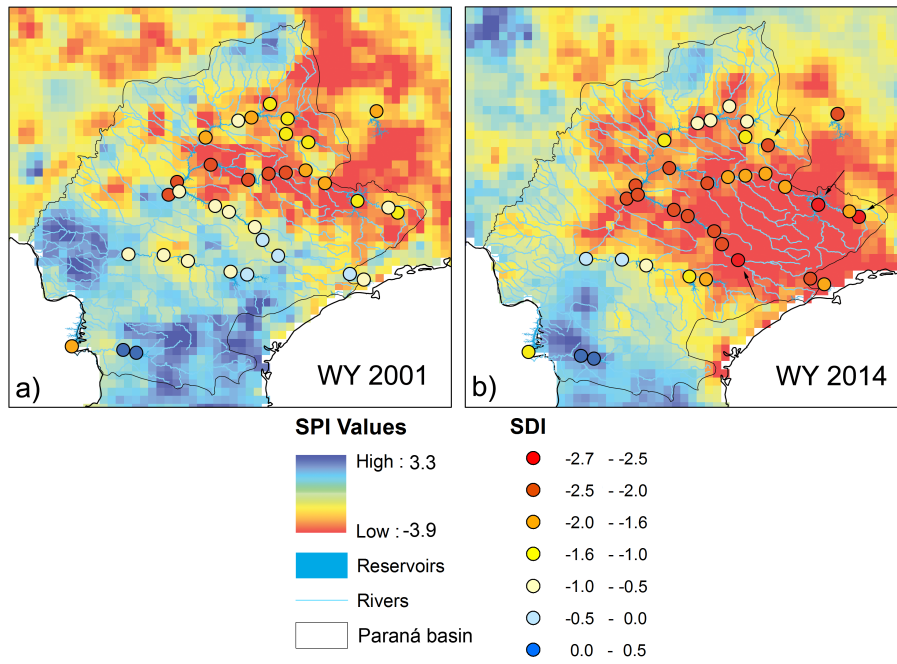 a)
WY 2001
b)
WY 2014
SPI Values
High : 3.3
Low : -3.9
Reservoirs
Rivers
Paraná basin
SDI
-2.7 - -2.5
-2.5 - -2.0
-2.0 - -1.6
-1.6 - -1.0
-1.0 - -0.5
-0.5 - 0.0
0.0 - 0.5